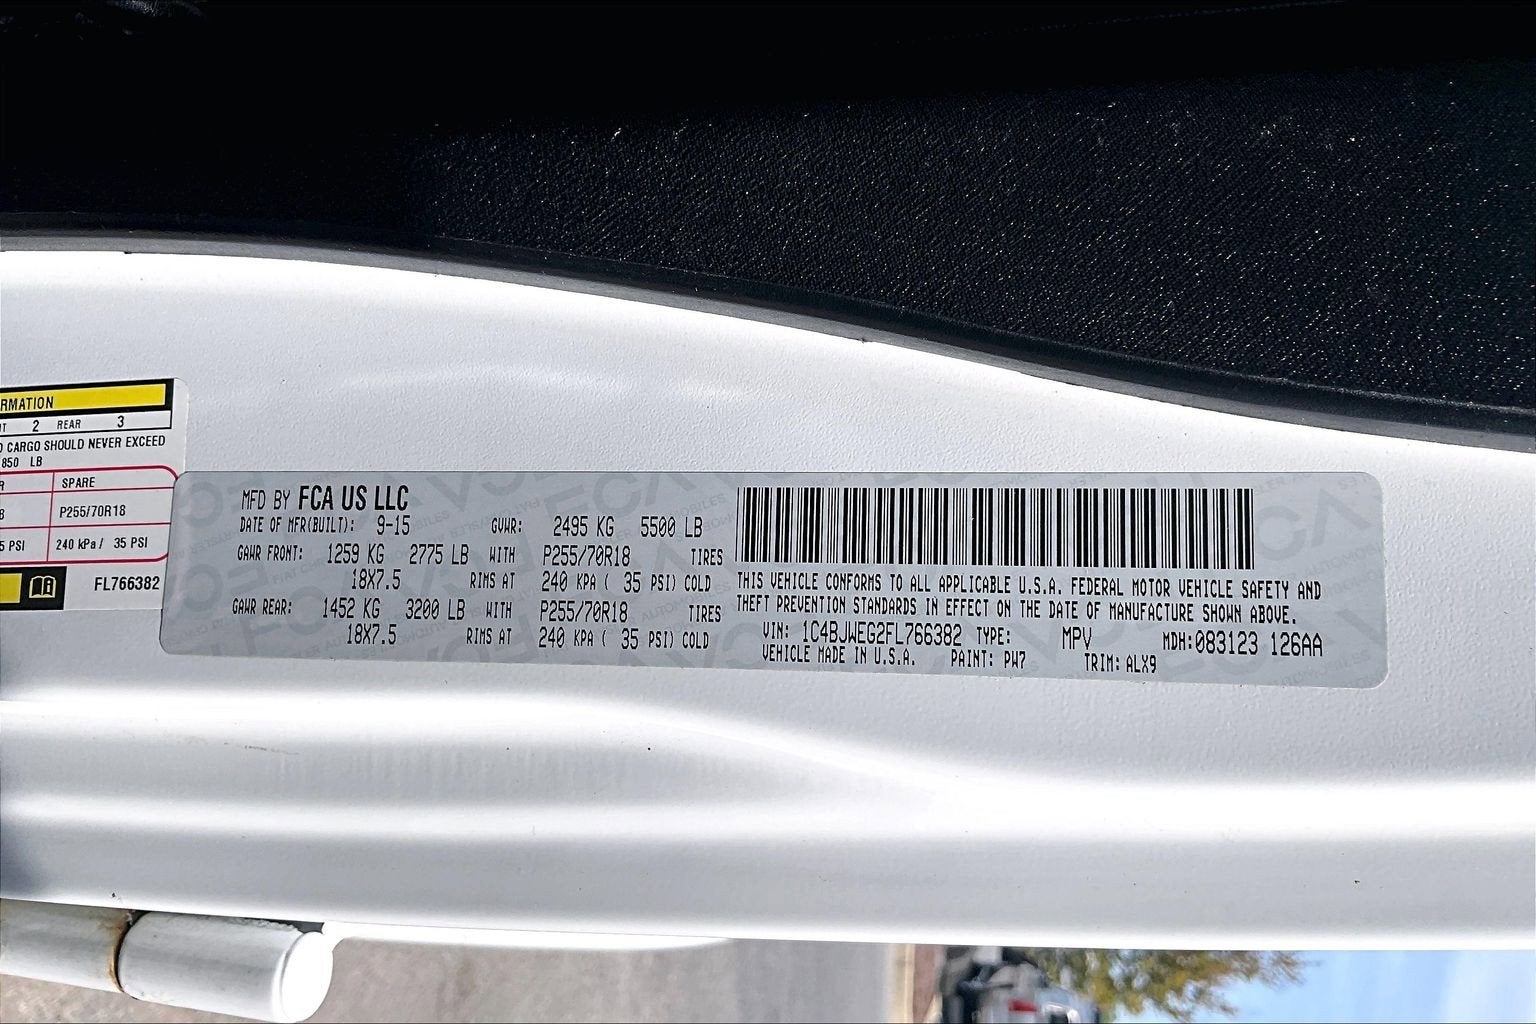 RMATION
2 REAR 3
CARGO SHOULD NEVER EXCEED
850 LB
SPARE
P255/70R18
5 PSI 240 kPa / 35 PSI
FL766382
MFD BY FCA US LLC
DATE OF MFR(BUILT): 9-15 GVWR: 2495 KG 5500 LB
GAWR FRONT: 1259 KG 2775 LB WITH P255/70R18 TIRES
18X7.5 RIMS AT 240 KPA ( 35 PSI) COLD
GAWR REAR: 1452 KG 3200 LB WITH P255/70R18 TIRES
18X7.5 RIMS AT 240 KPA ( 35 PSI) COLD
THIS VEHICLE CONFORMS TO ALL APPLICABLE U.S.A. FEDERAL MOTOR VEHICLE SAFETY AND
THEFT PREVENTION STANDARDS IN EFFECT ON THE DATE OF MANUFACTURE SHOWN ABOVE.
VIN: 1C4BJWEG2FL766382 TYPE: MPV MDH:083123 126AA
VEHICLE MADE IN U.S.A. PAINT: PW7 TRIM: ALX9